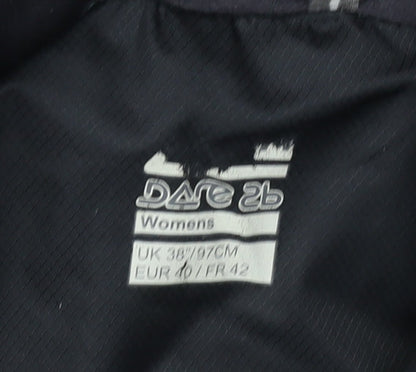 DARE 2b
Womens
UK 38"/97CM
EUR 40 / FR 42